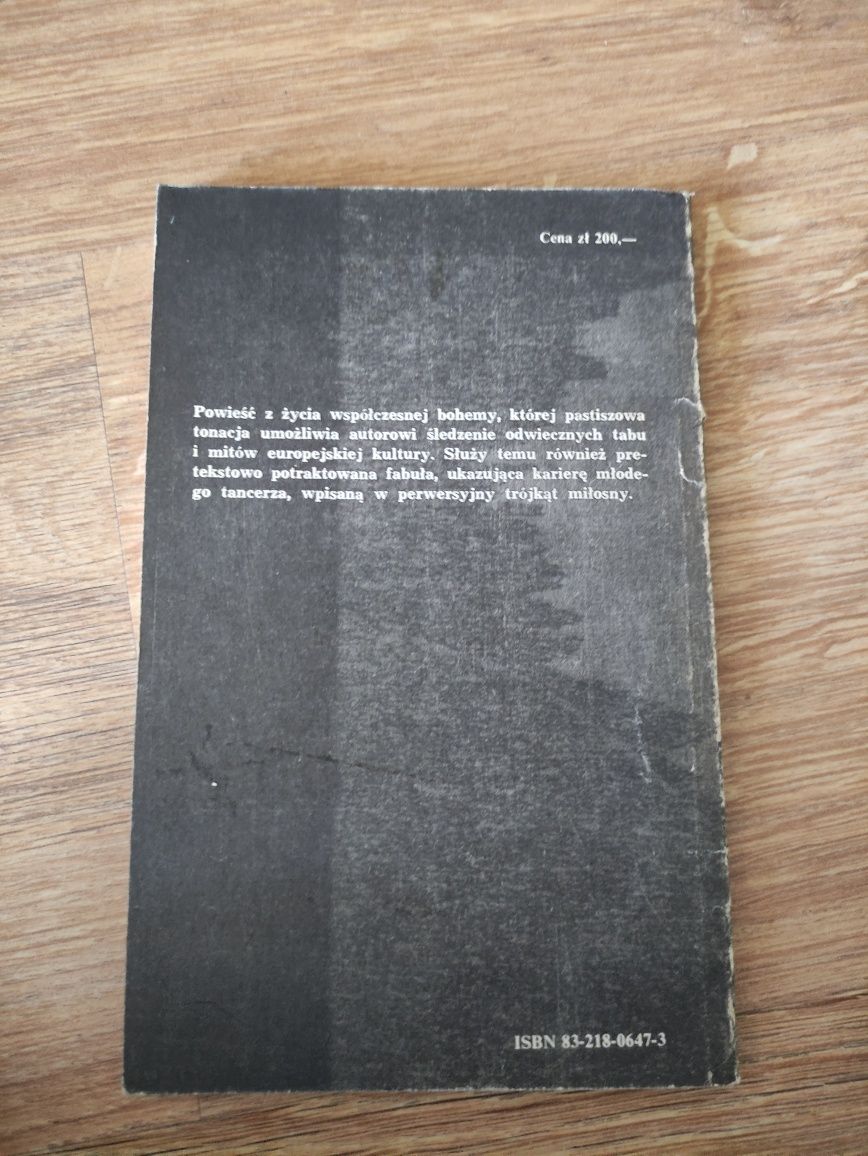 Cena zł 200,—
Powieść z życia współczesnej bohemy, której pastiszowa
tonacja umożliwia autorowi śledzenie odwiecznych tabu
i mitów europejskiej kultury. Służy temu również pre-
tekstowo potraktowana fabuła, ukazująca karierę młode-
go tancerza, wpisaną w perwersyjny trójkąt miłosny.
ISBN 83-218-0647-3